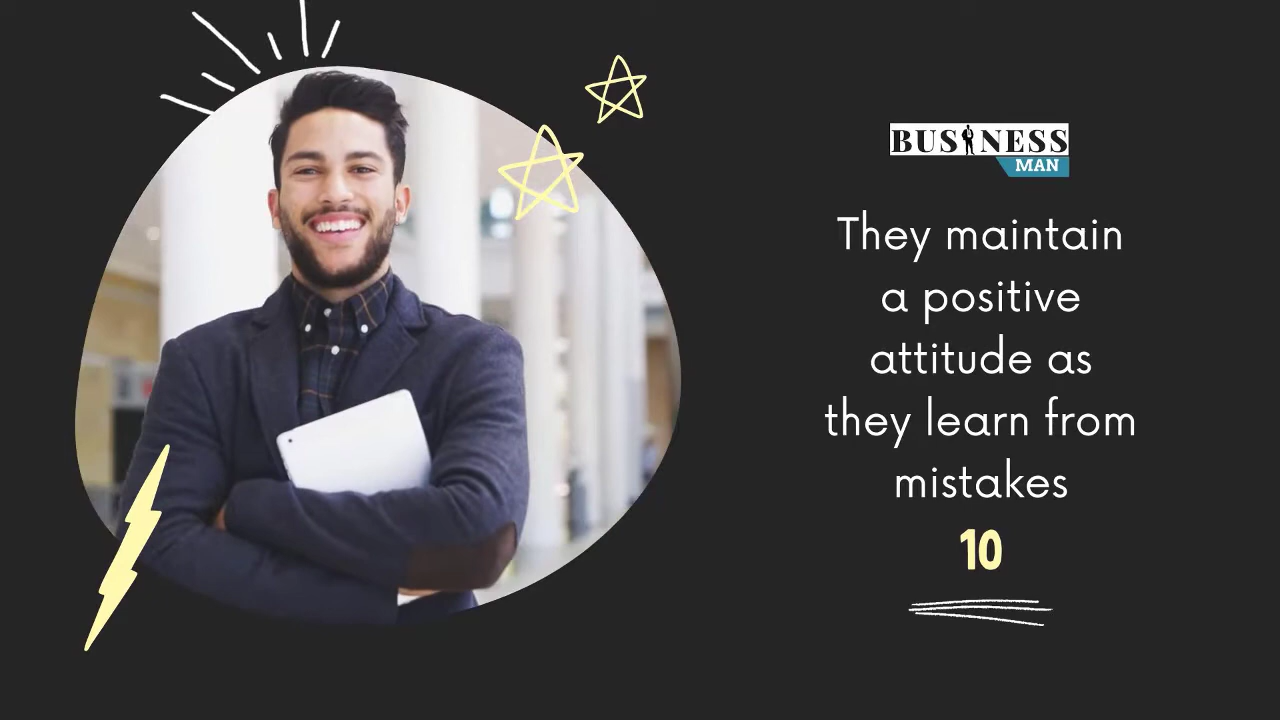 BUSINESS
MAN
They maintain
a positive
attitude as
they learn from
mistakes
10